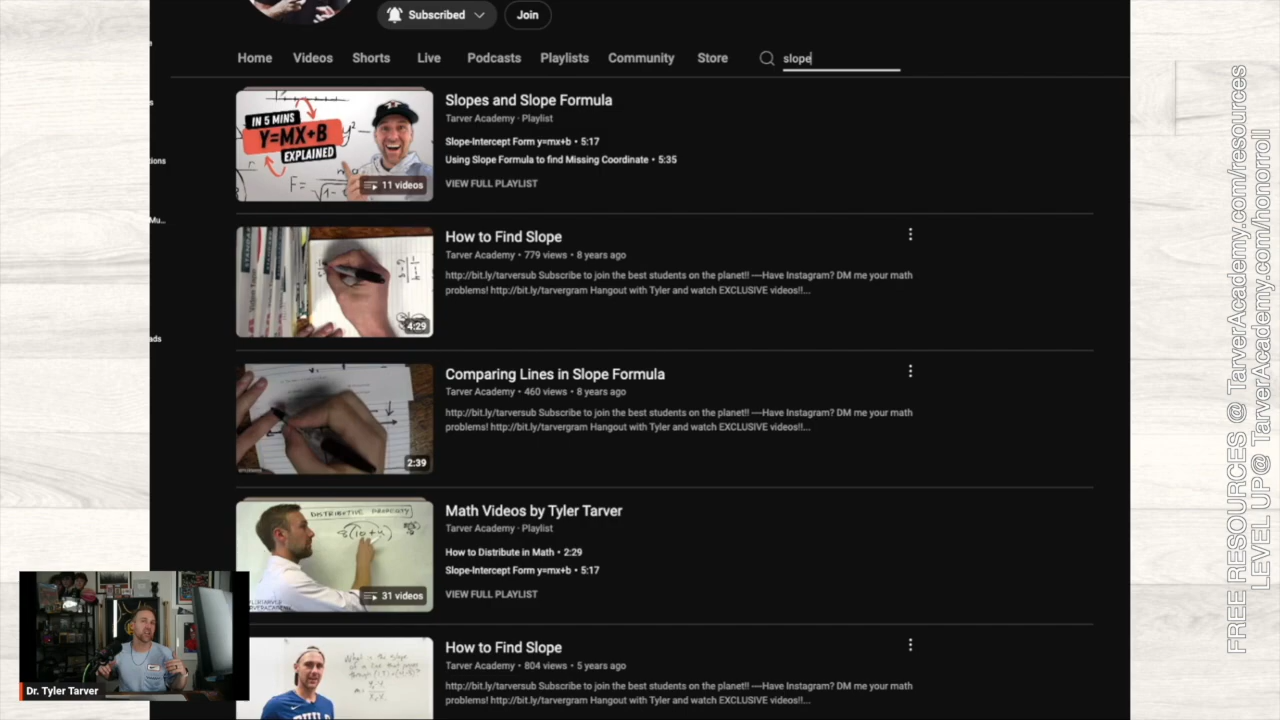 Subscribed
Join
Home
Videos
Shorts
Live
Podcasts
Playlists
Community
Store
slope
IN 5 MINS
Y=MX+B
EXPLAINED
11 videos
Slopes and Slope Formula
Tarver Academy · Playlist
Slope-Intercept Form y=mx+b • 5:17
Using Slope Formula to find Missing Coordinate • 5:35
VIEW FULL PLAYLIST
4:29
How to Find Slope
Tarver Academy • 779 views • 8 years ago
http://bit.ly/tarversub Subscribe to join the best students on the planet!! ----Have Instagram? DM me your math
problems! http://bit.ly/tarvergram Hangout with Tyler and watch EXCLUSIVE videos!!...
2:39
Comparing Lines in Slope Formula
Tarver Academy • 460 views • 8 years ago
http://bit.ly/tarversub Subscribe to join the best students on the planet!! ----Have Instagram? DM me your math
problems! http://bit.ly/tarvergram Hangout with Tyler and watch EXCLUSIVE videos!!...
DISTRIBUTIVE PROPERTY
31 videos
Math Videos by Tyler Tarver
Tarver Academy · Playlist
How to Distribute in Math • 2:29
Slope-Intercept Form y=mx+b • 5:17
VIEW FULL PLAYLIST
How to Find Slope
Tarver Academy • 804 views • 5 years ago
http://bit.ly/tarversub Subscribe to join the best students on the planet!! ----Have Instagram? DM me your math
problems! http://bit.ly/tarvergram Hangout with Tyler and watch EXCLUSIVE videos!!...
Dr. Tyler Tarver
FREE RESOURCES @ TarverAcademy.com/resources
LEVEL UP@ TarverAcademy.com/honorroll